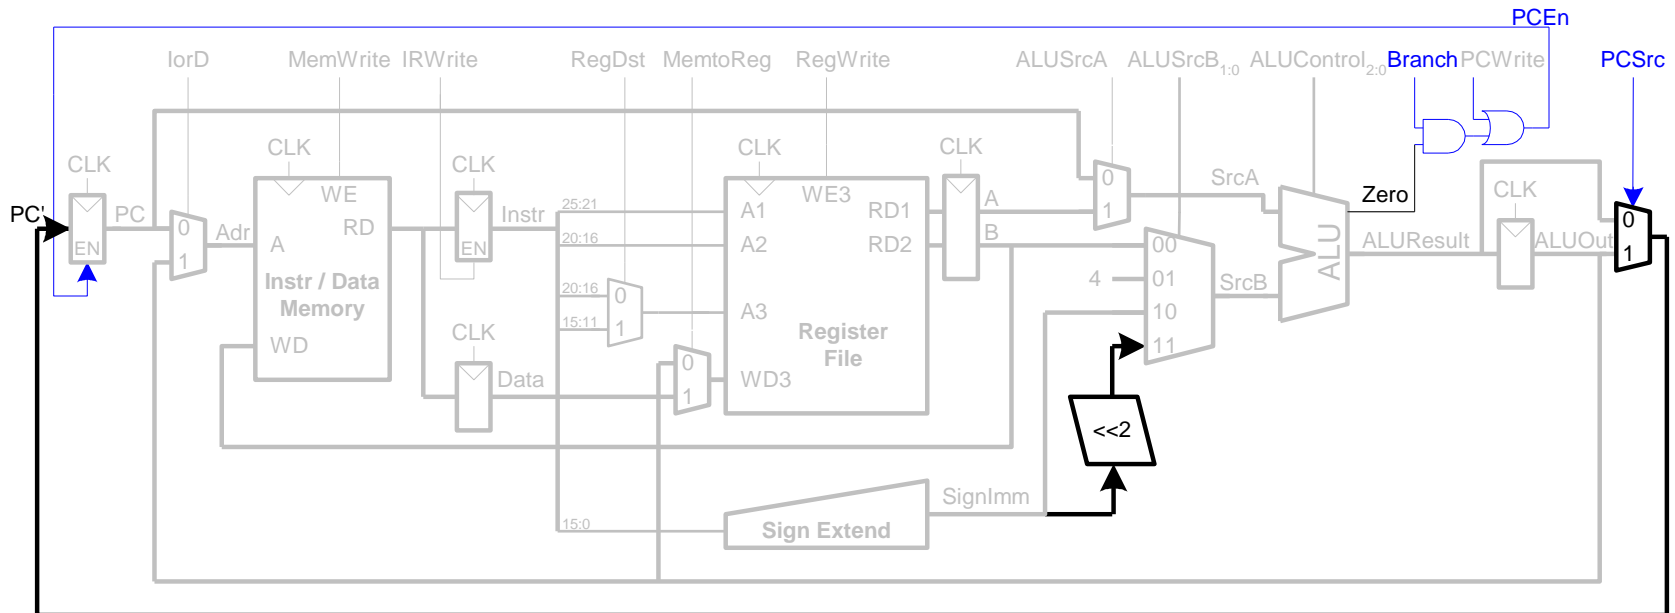 PCEn
IorD MemWrite IRWrite RegDst MemtoReg RegWrite ALUSrcA ALUSrcB1:0 ALUControl2:0 Branch PCWrite PCSrc
CLK CLK CLK CLK CLK
PC' PC EN
0 1 Adr
WE A RD
Instr / Data
Memory
WD
CLK
EN Instr
CLK Data
25:21
20:16
20:16
15:11
15:0
0 1
0 1
WE3
A1 RD1
A2 RD2
A3
Register
File
WD3
A
B
0 1
SrcA
00
4 01
10
11
SrcB
<<2
SignImm
Sign Extend
ALU
Zero
ALUResult
ALUOut
0
1